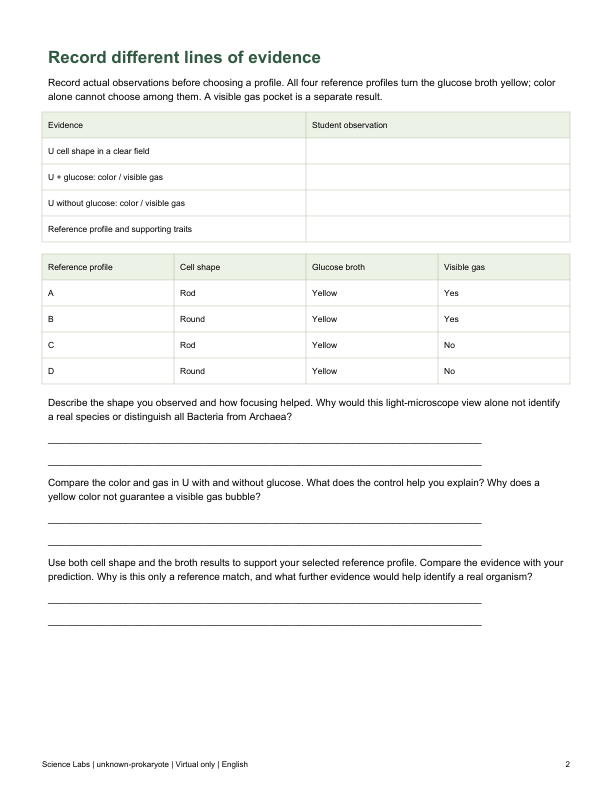 Record different lines of evidence
Record actual observations before choosing a profile. All four reference profiles turn the glucose broth yellow; color
alone cannot choose among them. A visible gas pocket is a separate result.
Evidence Student observation
U cell shape in a clear field
U + glucose: color / visible gas
U without glucose: color / visible gas
Reference profile and supporting traits
Reference profile Cell shape Glucose broth Visible gas
A Rod Yellow Yes
B Round Yellow Yes
C Rod Yellow No
D Round Yellow No
Describe the shape you observed and how focusing helped. Why would this light-microscope view alone not identify
a real species or distinguish all Bacteria from Archaea?
Compare the color and gas in U with and without glucose. What does the control help you explain? Why does a
yellow color not guarantee a visible gas bubble?
Use both cell shape and the broth results to support your selected reference profile. Compare the evidence with your
prediction. Why is this only a reference match, and what further evidence would help identify a real organism?
Science Labs | unknown-prokaryote | Virtual only | English 2